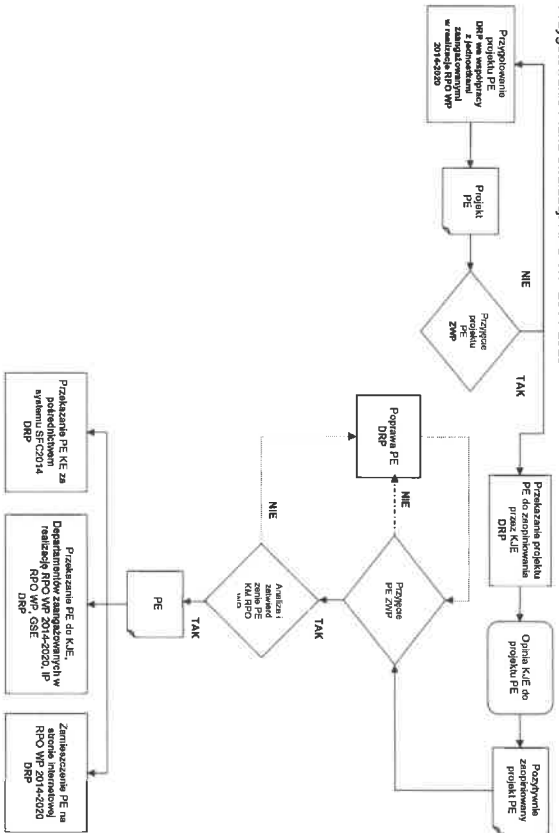 Przygotowanie
projektu PE
DRP we współpracy
z jednostkami
zaangażowanymi
w realizację RPO WP
2014-2020
Projekt
PE
Przyjęcie
projektu
PE
ZWP
NIE
TAK
Przekazanie projektu
PE do zaopiniowania
przez KJE
DRP
Opinia KJE do
projektu PE
Pozytywnie
zaopiniowany
projekt PE
Przyjęcie
PE ZWP
NIE
Poprawa PE
DRP
TAK
Analiza i
zatwierd
zenie PE
KM RPO
NIE
TAK
PE
Przekazanie PE KE za
pośrednictwem
systemu SFC2014
DRP
Przekazanie PE do KJE,
Departamentów zaangażowanych w
realizację RPO WP 2014-2020, IP
RPO WP, GSE
DRP
Zamieszczenie PE na
stronie internetowej
RPO WP 2014-2020
DRP